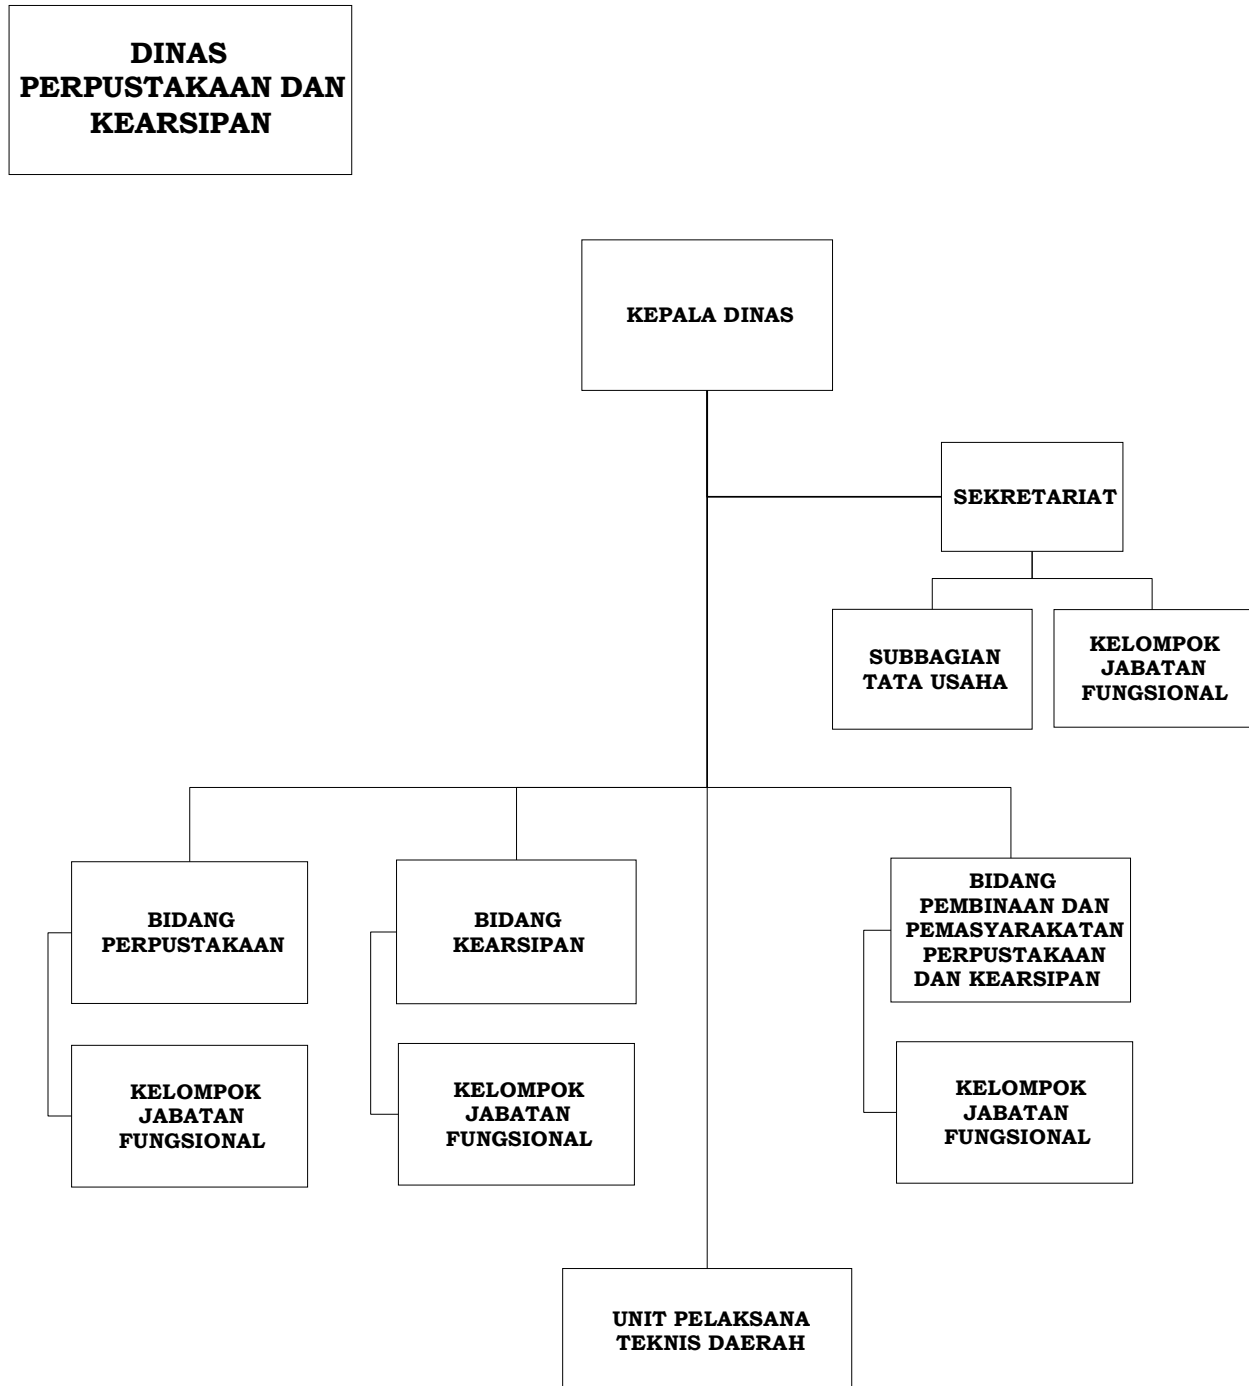 DINAS
PERPUSTAKAAN DAN
KEARSIPAN
KEPALA DINAS
SEKRETARIAT
SUBBAGIAN
TATA USAHA
KELOMPOK
JABATAN
FUNGSIONAL
BIDANG
PERPUSTAKAAN
BIDANG
KEARSIPAN
BIDANG
PEMBINAAN DAN
PEMASYARAKATAN
PERPUSTAKAAN
DAN KEARSIPAN
KELOMPOK
JABATAN
FUNGSIONAL
KELOMPOK
JABATAN
FUNGSIONAL
KELOMPOK
JABATAN
FUNGSIONAL
UNIT PELAKSANA
TEKNIS DAERAH